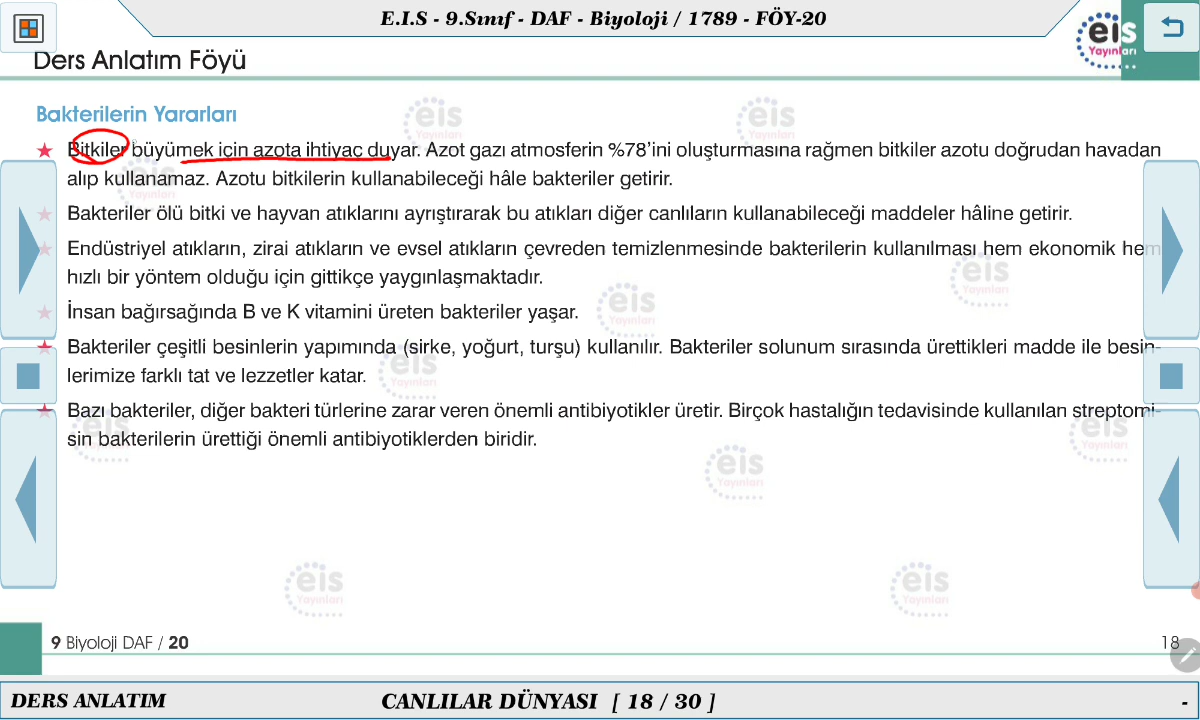 E.I.S - 9.Sınıf - DAF - Biyoloji / 1789 - FÖY-20
eis
Yayınları
Ders Anlatım Föyü
Bakterilerin Yararları
Bitkiler büyümek için azota ihtiyaç duyar. Azot gazı atmosferin %78’ini oluşturmasına rağmen bitkiler azotu doğrudan havadan
alıp kullanamaz. Azotu bitkilerin kullanabileceği hâle bakteriler getirir.
Bakteriler ölü bitki ve hayvan atıklarını ayrıştırarak bu atıkları diğer canlıların kullanabileceği maddeler hâline getirir.
Endüstriyel atıkların, zirai atıkların ve evsel atıkların çevreden temizlenmesinde bakterilerin kullanılması hem ekonomik hem
hızlı bir yöntem olduğu için gittikçe yaygınlaşmaktadır.
İnsan bağırsağında B ve K vitamini üreten bakteriler yaşar.
Bakteriler çeşitli besinlerin yapımında (sirke, yoğurt, turşu) kullanılır. Bakteriler solunum sırasında ürettikleri madde ile besin-
lerimize farklı tat ve lezzetler katar.
Bazı bakteriler, diğer bakteri türlerine zarar veren önemli antibiyotikler üretir. Birçok hastalığın tedavisinde kullanılan streptomi-
sin bakterilerin ürettiği önemli antibiyotiklerden biridir.
9 Biyoloji DAF / 20
18
DERS ANLATIM
CANLILAR DÜNYASI [ 18 / 30 ]
-